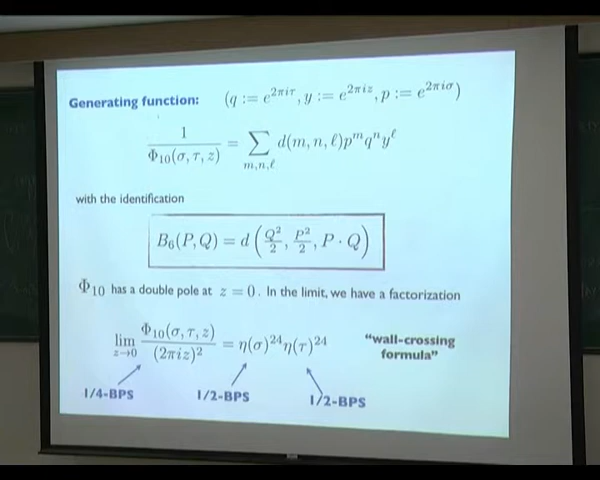 Generating function: (q := e^{2πiτ}, y := e^{2πiz}, p := e^{2πiσ})
1/Φ₁₀(σ, τ, z) = ∑_{m,n,ℓ} d(m, n, ℓ)p^m q^n y^ℓ
with the identification
B₆(P, Q) = d(Q²/2, P²/2, P · Q)
Φ₁₀ has a double pole at z = 0. In the limit, we have a factorization
lim_{z→0} Φ₁₀(σ, τ, z)/(2πiz)² = η(σ)²⁴η(τ)²⁴ "wall-crossing
formula"
1/4-BPS 1/2-BPS 1/2-BPS